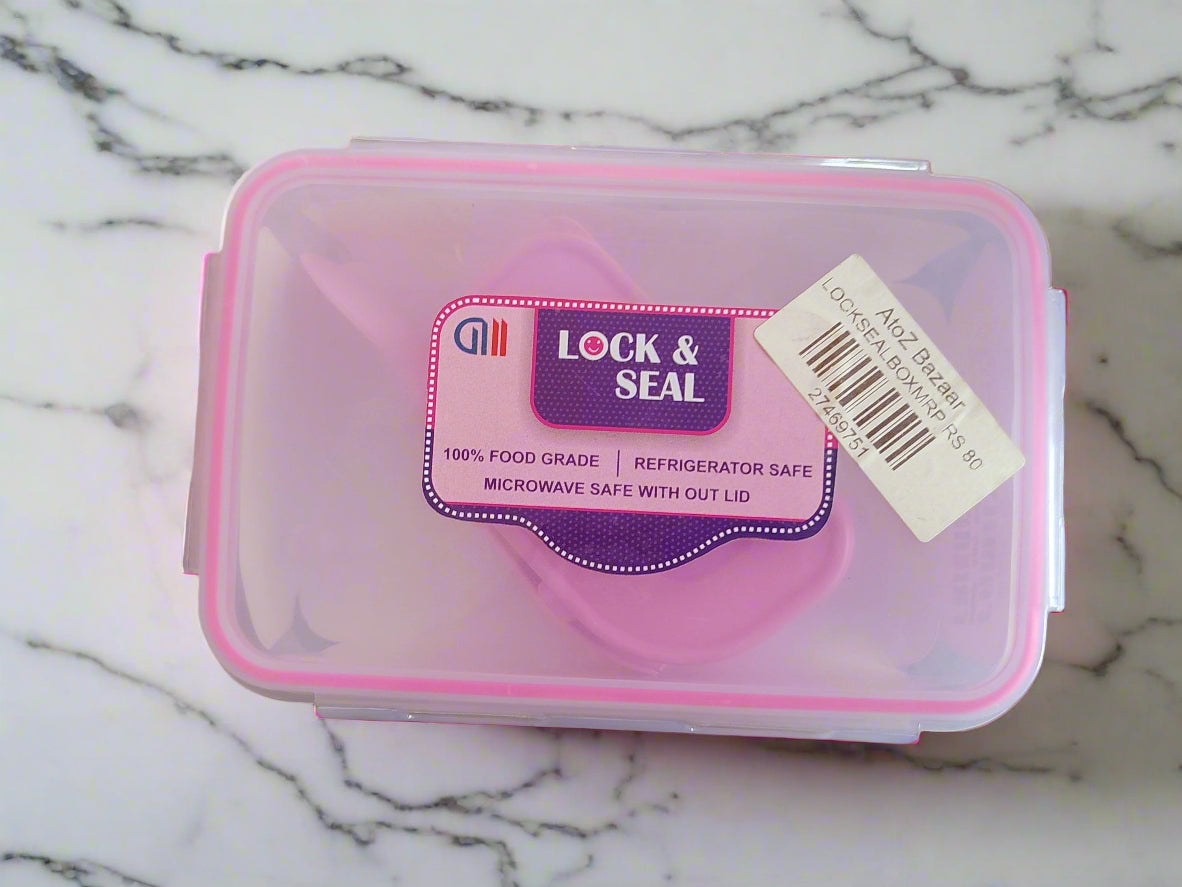 LOCK &
SEAL
100% FOOD GRADE | REFRIGERATOR SAFE
MICROWAVE SAFE WITH OUT LID
AtoZ Bazaar
LOCKSEALBOXMRP RS 80
27469751